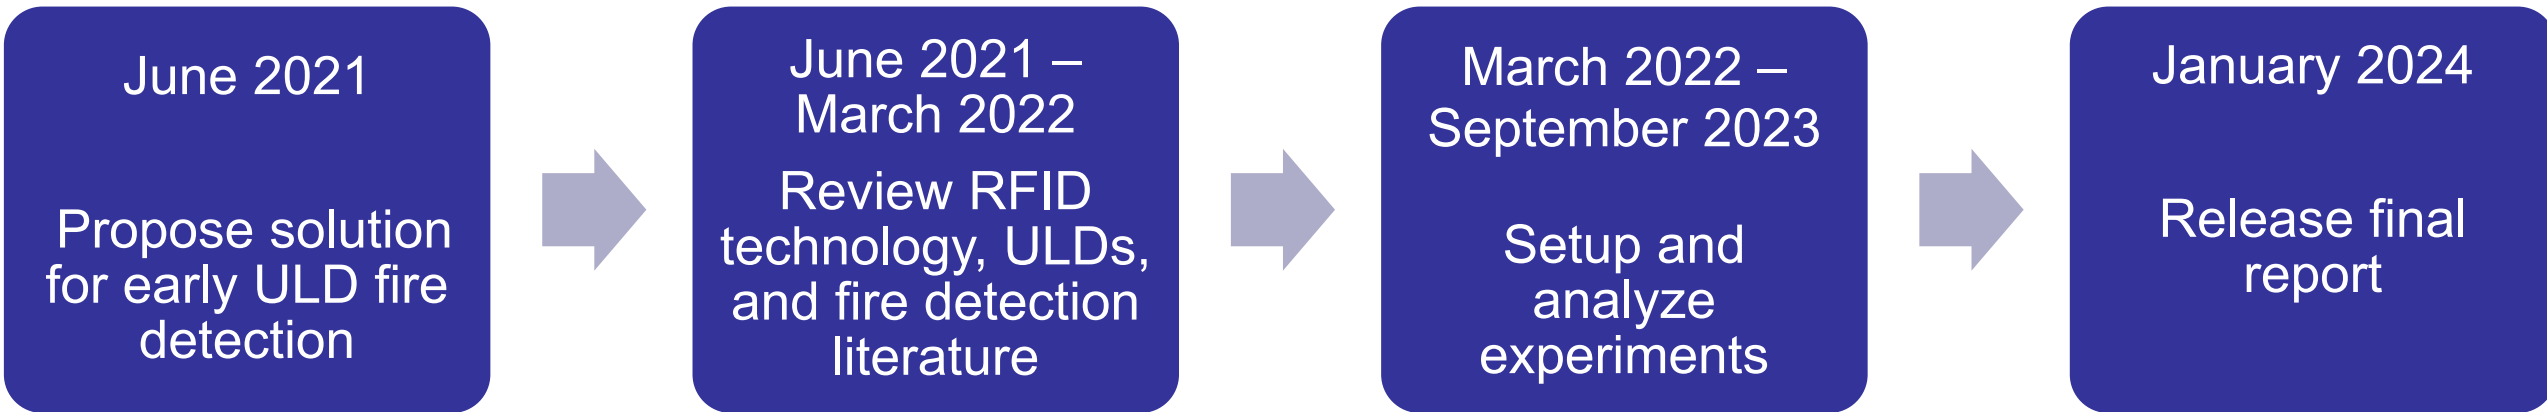 June 2021
Propose solution
for early ULD fire
detection
June 2021 –
March 2022
Review RFID
technology, ULDs,
and fire detection
literature
March 2022 –
September 2023
Setup and
analyze
experiments
January 2024
Release final
report